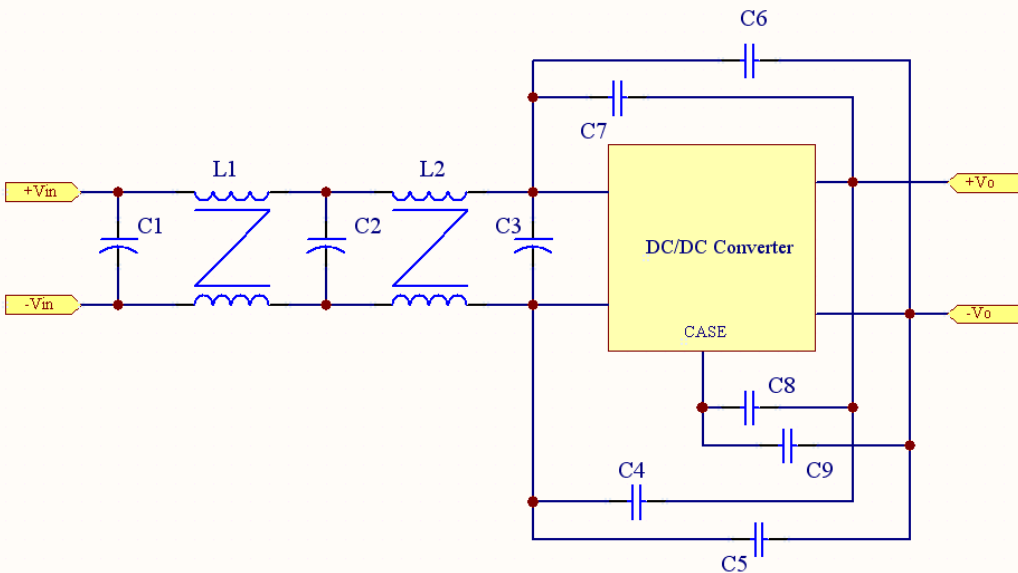 C6
C7
L1
L2
+Vin
+Vo
C1
C2
C3
DC/DC Converter
-Vin
-Vo
CASE
C8
C4
C9
C5